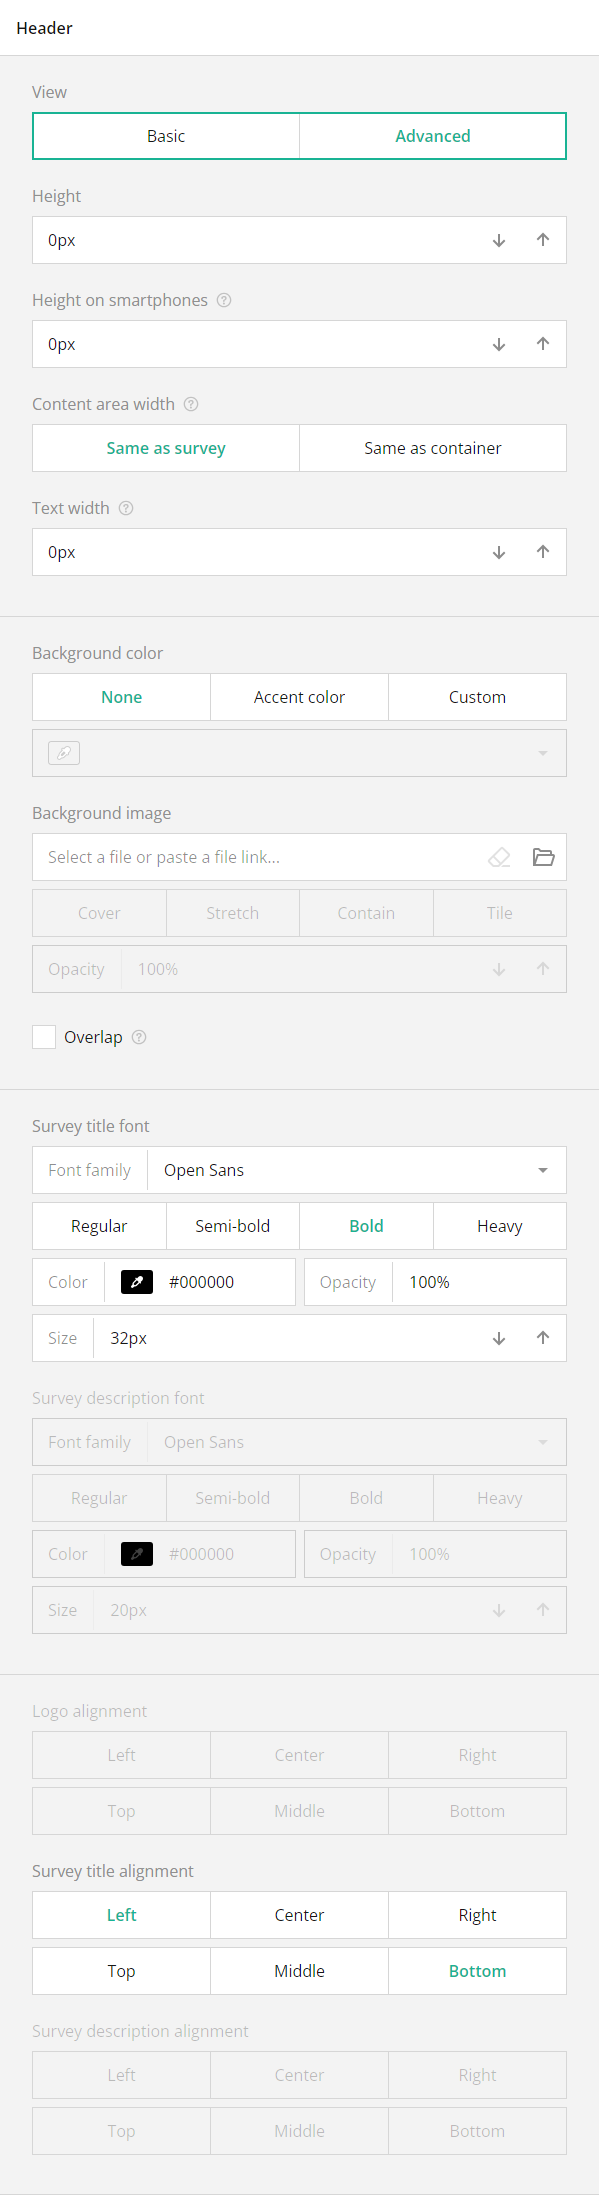 Header
View
Basic Advanced
Height
0px
Height on smartphones ?
0px
Content area width ?
Same as survey Same as container
Text width ?
0px
Background color
None Accent color Custom
Background image
Select a file or paste a file link...
Cover Stretch Contain Tile
Opacity 100%
Overlap ?
Survey title font
Font family Open Sans
Regular Semi-bold Bold Heavy
Color #000000 Opacity 100%
Size 32px
Survey description font
Font family Open Sans
Regular Semi-bold Bold Heavy
Color #000000 Opacity 100%
Size 20px
Logo alignment
Left Center Right
Top Middle Bottom
Survey title alignment
Left Center Right
Top Middle Bottom
Survey description alignment
Left Center Right
Top Middle Bottom